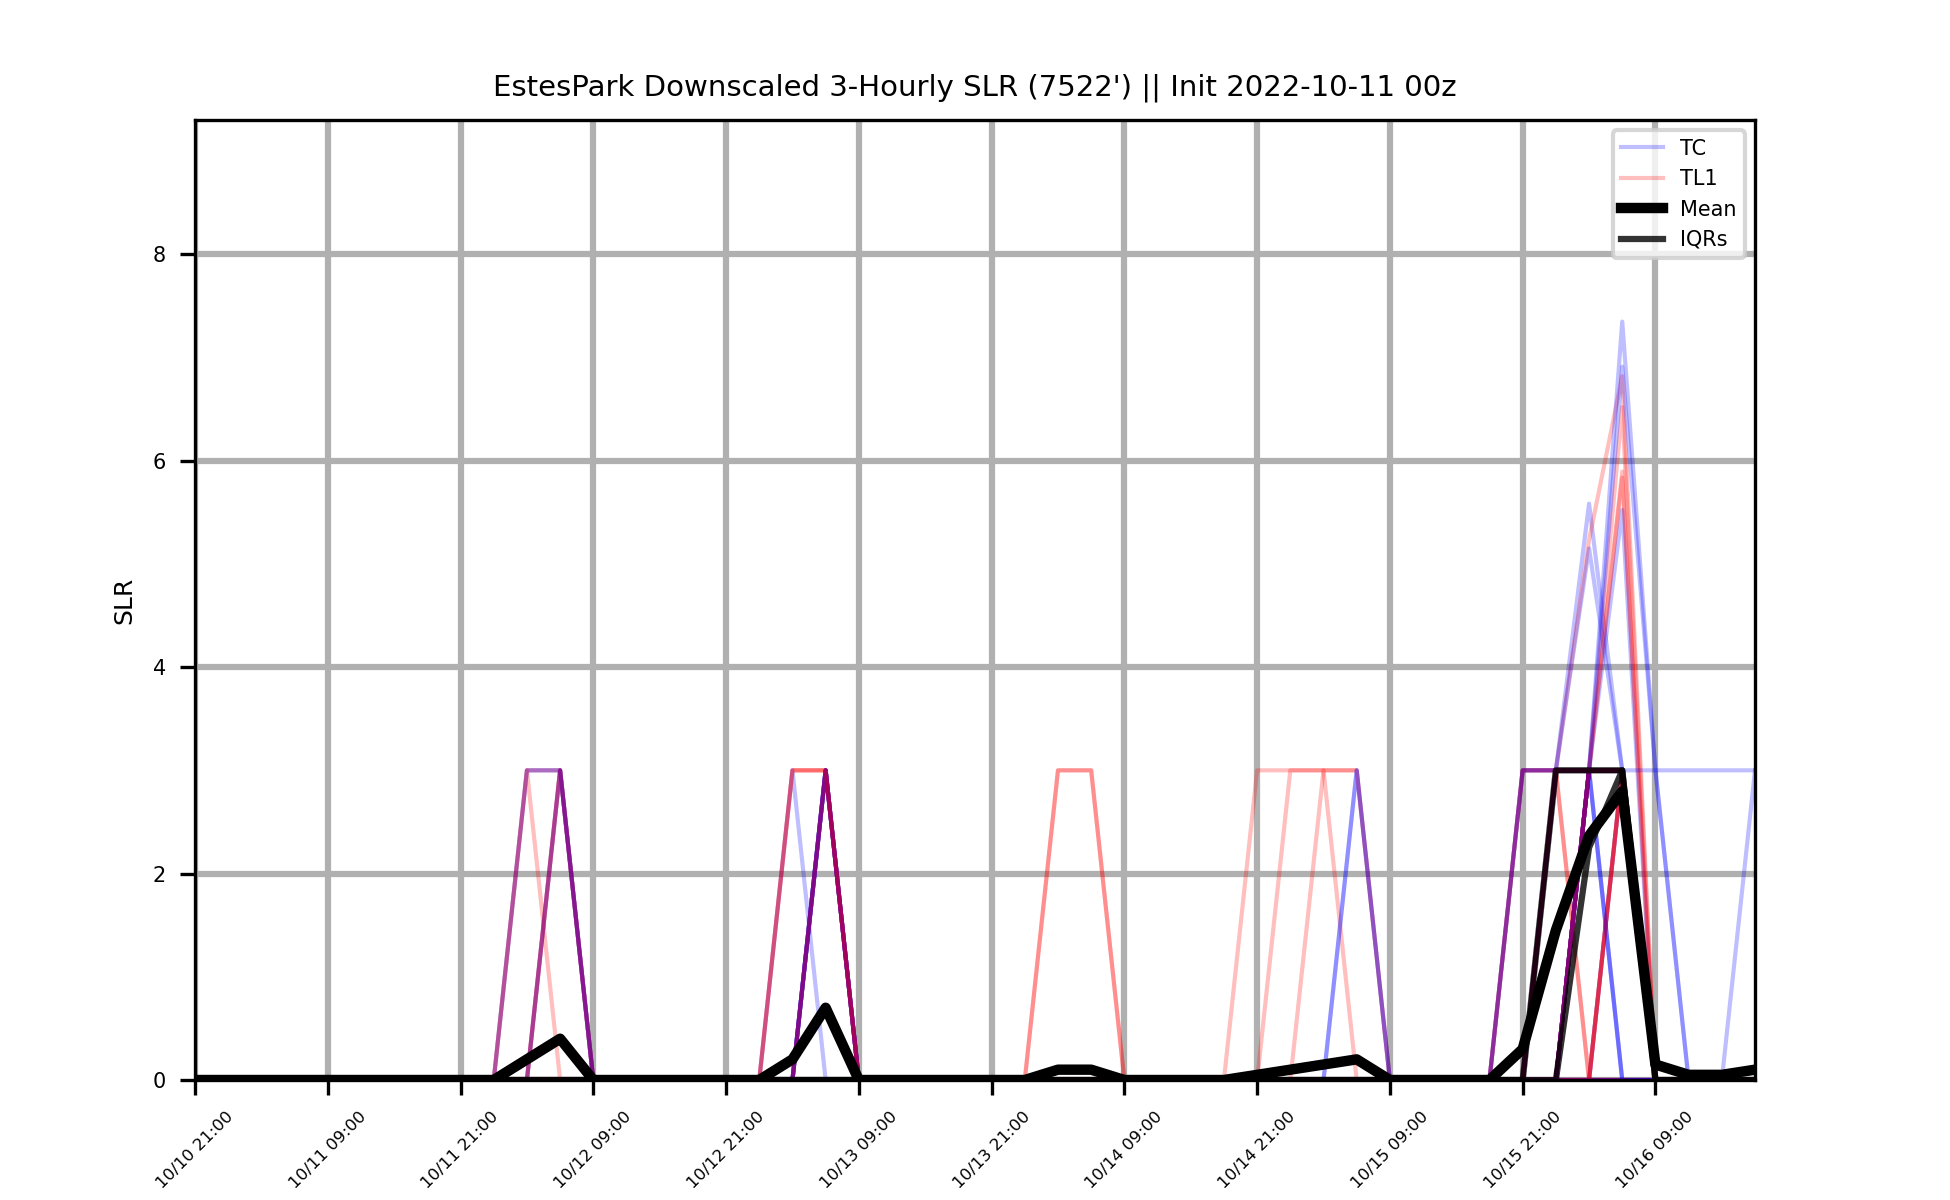 EstesPark Downscaled 3-Hourly SLR (7522') || Init 2022-10-11 00z
TC
TL1
Mean
IQRs
8
6
4
2
0
SLR
10/10 21:00
10/11 09:00
10/11 21:00
10/12 09:00
10/12 21:00
10/13 09:00
10/13 21:00
10/14 09:00
10/14 21:00
10/15 09:00
10/15 21:00
10/16 09:00